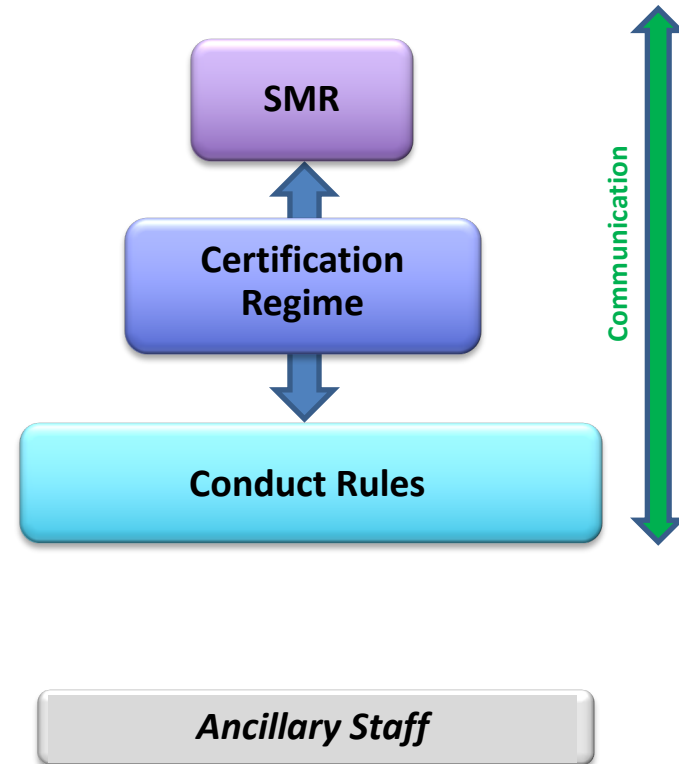 SMR
Certification
Regime
Communication
Conduct Rules
Ancillary Staff